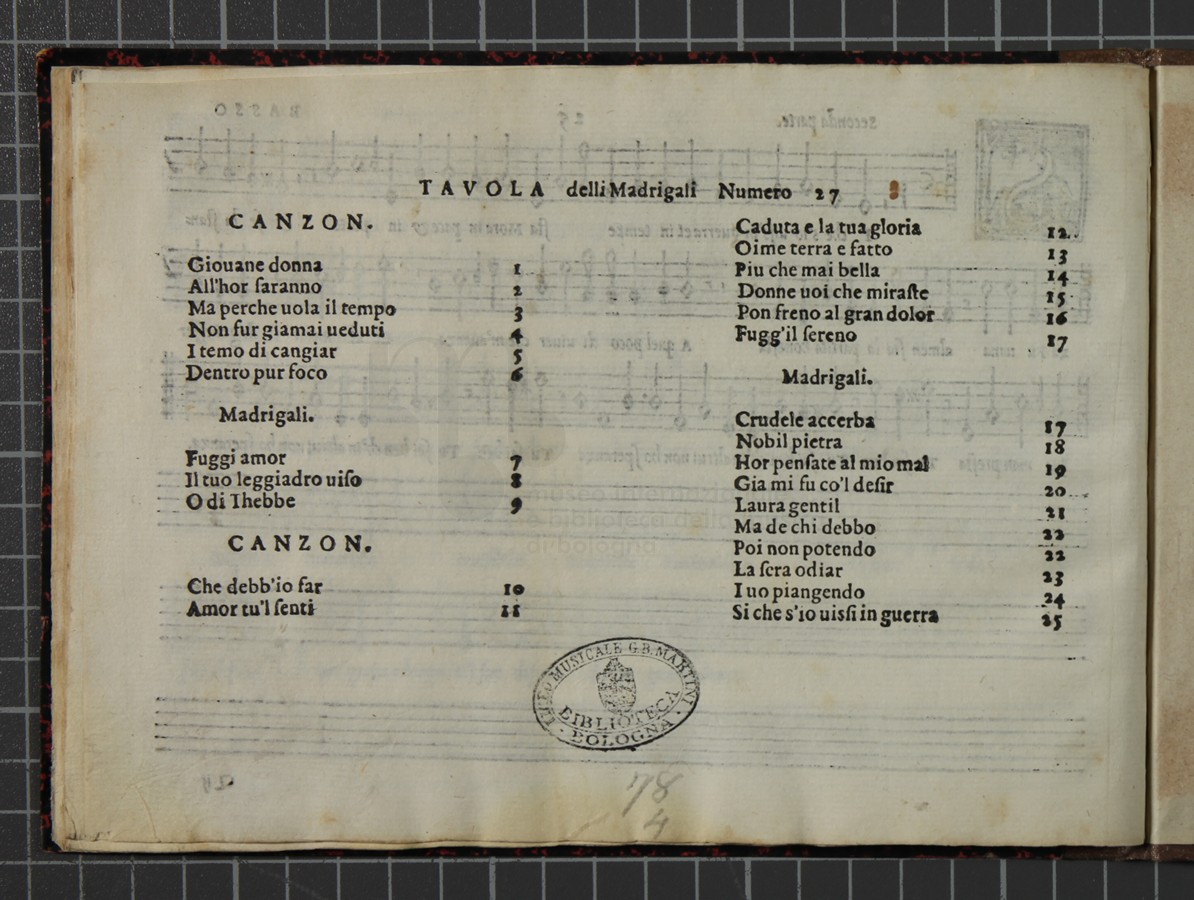 TAVOLA delli Madrigali Numero 27
CANZON.
Giouane donna 1
All'hor ſaranno 2
Ma perche uola il tempo 3
Non fur giamai ueduti 4
I temo di cangiar 5
Dentro pur foco 6
Madrigali.
Fuggi amor 7
Il tuo leggiadro uiſo 8
O di Thebbe 9
CANZON.
Che debb'io far 10
Amor tu'l ſenti 11
Caduta e la tua gloria 12
Oime terra e fatto 13
Piu che mai bella 14
Donne uoi che miraſte 15
Pon freno al gran dolor 16
Fugg'il ſereno 17
Madrigali.
Crudele accerba 17
Nobil pietra 18
Hor penſate al mio mal 19
Gia mi fu co'l deſir 20
Laura gentil 21
Ma de chi debbo 22
Poi non potendo 22
La ſera odiar 23
I uo piangendo 24
Si che s'io uisſi in guerra 25
MUSICALE G.B. MARTINI
BIBLIOTECA
BOLOGNA
78
4